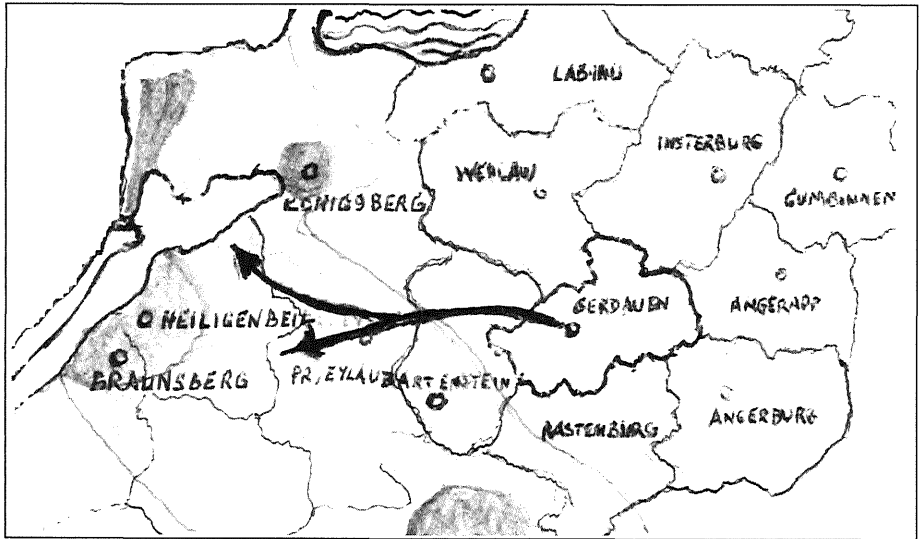 LABIAU
INSTERBURG
WEHLAU
GUMBINNEN
KÖNIGSBERG
GERDAUEN
ANGERAPP
HEILIGENBEIL
BRAUNSBERG
PR. EYLAU
BARTENSTEIN
RASTENBURG
ANGERBURG